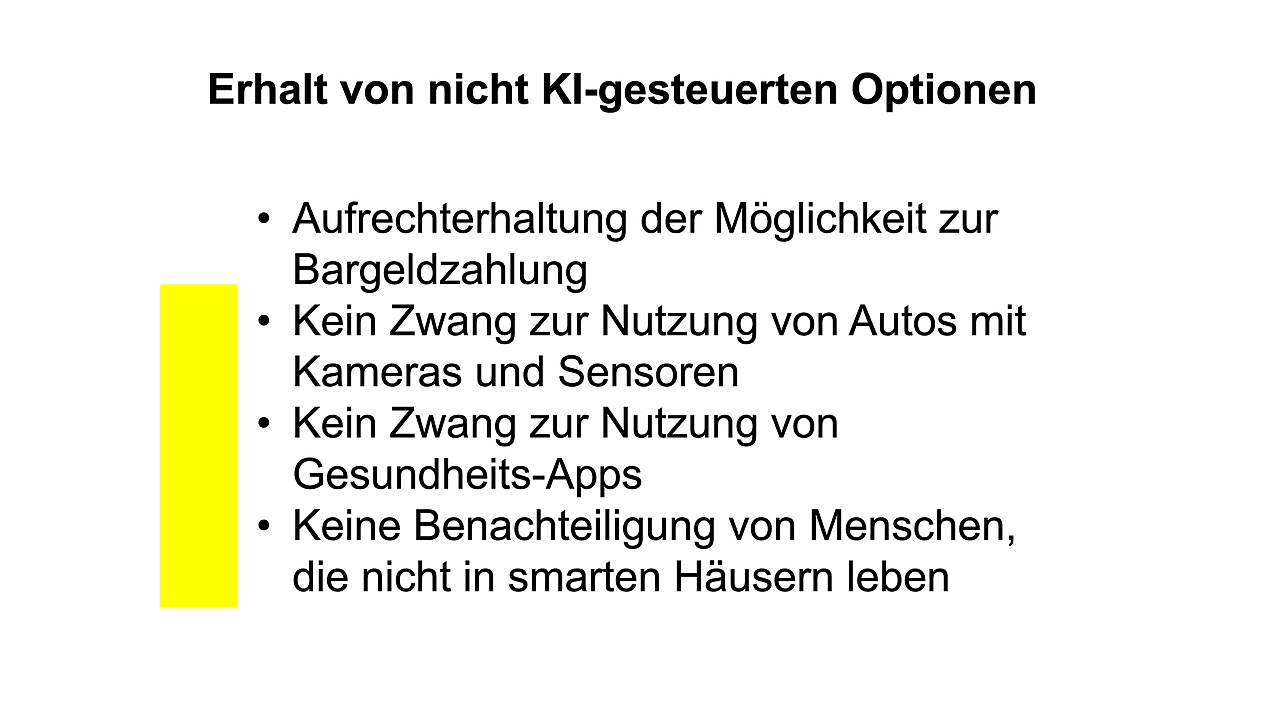 Erhalt von nicht KI-gesteuerten Optionen
• Aufrechterhaltung der Möglichkeit zur
Bargeldzahlung
• Kein Zwang zur Nutzung von Autos mit
Kameras und Sensoren
• Kein Zwang zur Nutzung von
Gesundheits-Apps
• Keine Benachteiligung von Menschen,
die nicht in smarten Häusern leben